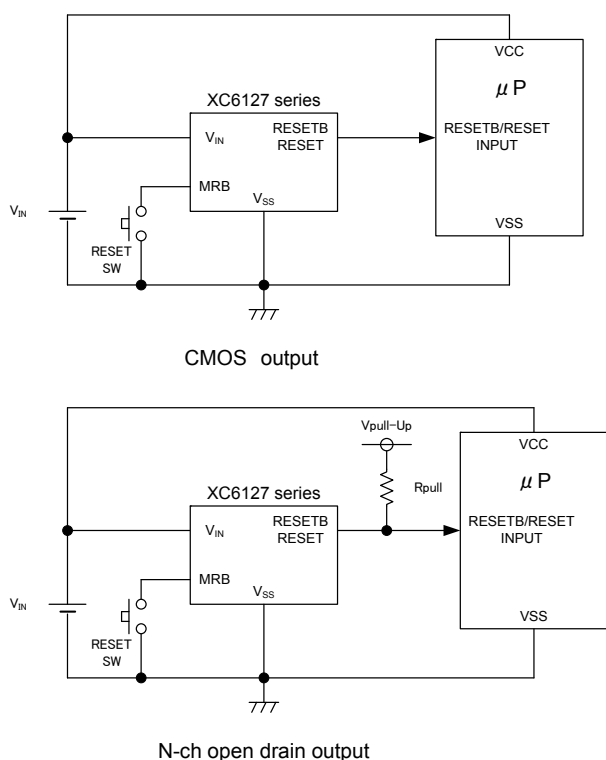 VCC
μP
XC6127 series
VIN
RESETB
RESET
RESETB/RESET
INPUT
MRB
VSS
VIN
RESET
SW
VSS
CMOS output
Vpull-Up
VCC
Rpull
μP
XC6127 series
VIN
RESETB
RESET
RESETB/RESET
INPUT
MRB
VSS
VIN
RESET
SW
VSS
N-ch open drain output